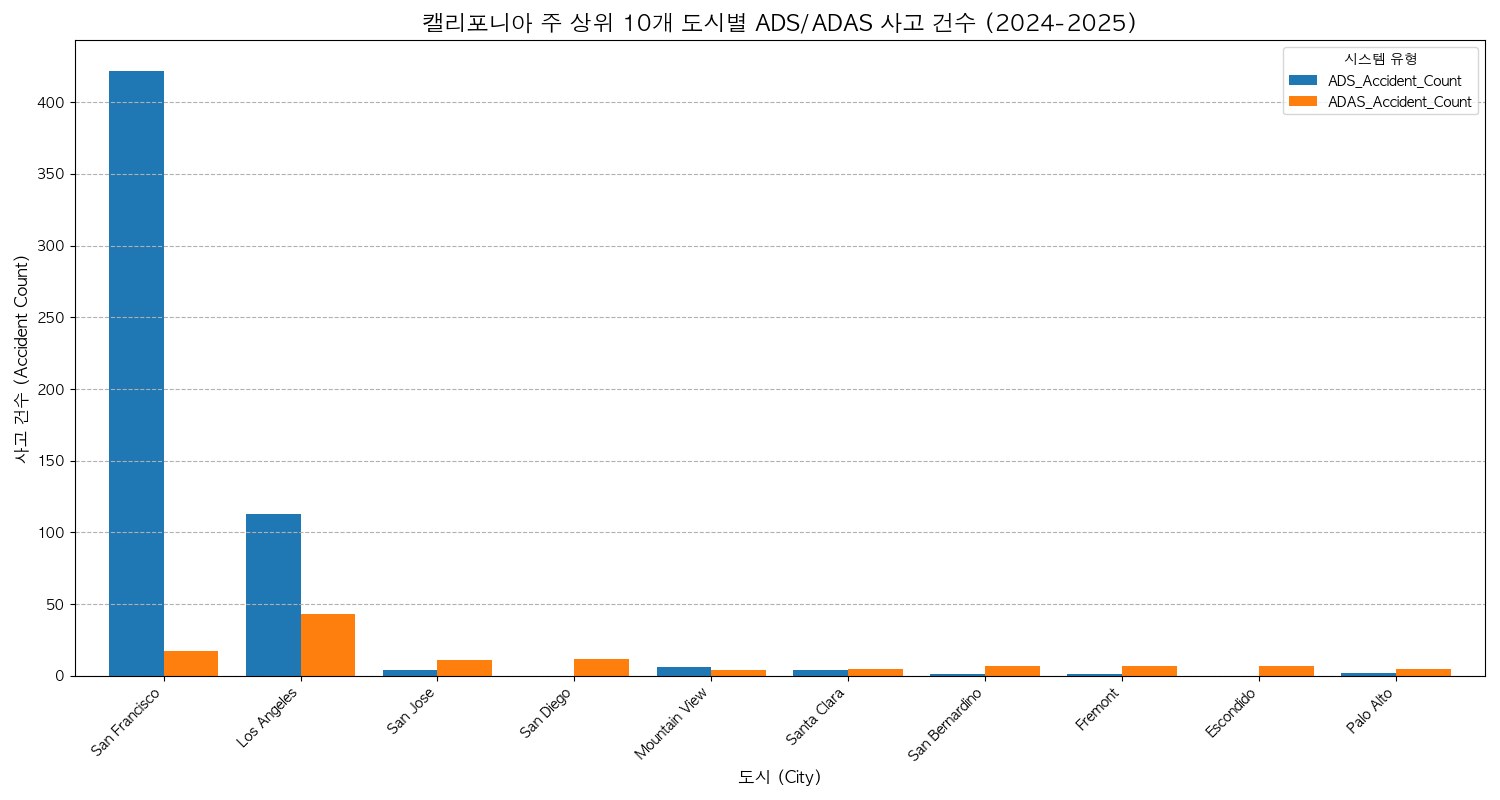 캘리포니아 주 상위 10개 도시별 ADS/ADAS 사고 건수 (2024-2025)
시스템 유형
ADS_Accident_Count
ADAS_Accident_Count
사고 건수 (Accident Count)
400
350
300
250
200
150
100
50
0
San Francisco
Los Angeles
San Jose
San Diego
Mountain View
Santa Clara
San Bernardino
Fremont
Escondido
Palo Alto
도시 (City)